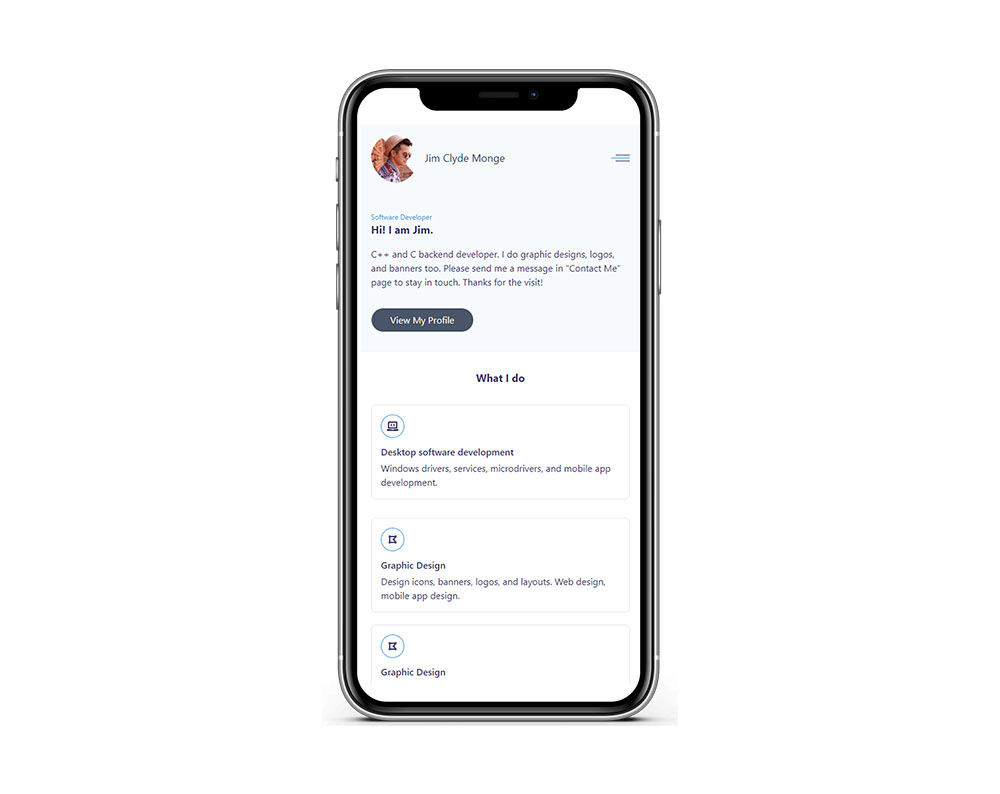 Jim Clyde Monge
Software Developer
Hi! I am Jim.
C++ and C backend developer. I do graphic designs, logos,
and banners too. Please send me a message in "Contact Me"
page to stay in touch. Thanks for the visit!
View My Profile
What I do
Desktop software development
Windows drivers, services, microdrivers, and mobile app
development.
Graphic Design
Design icons, banners, logos, and layouts. Web design,
mobile app design.
Graphic Design